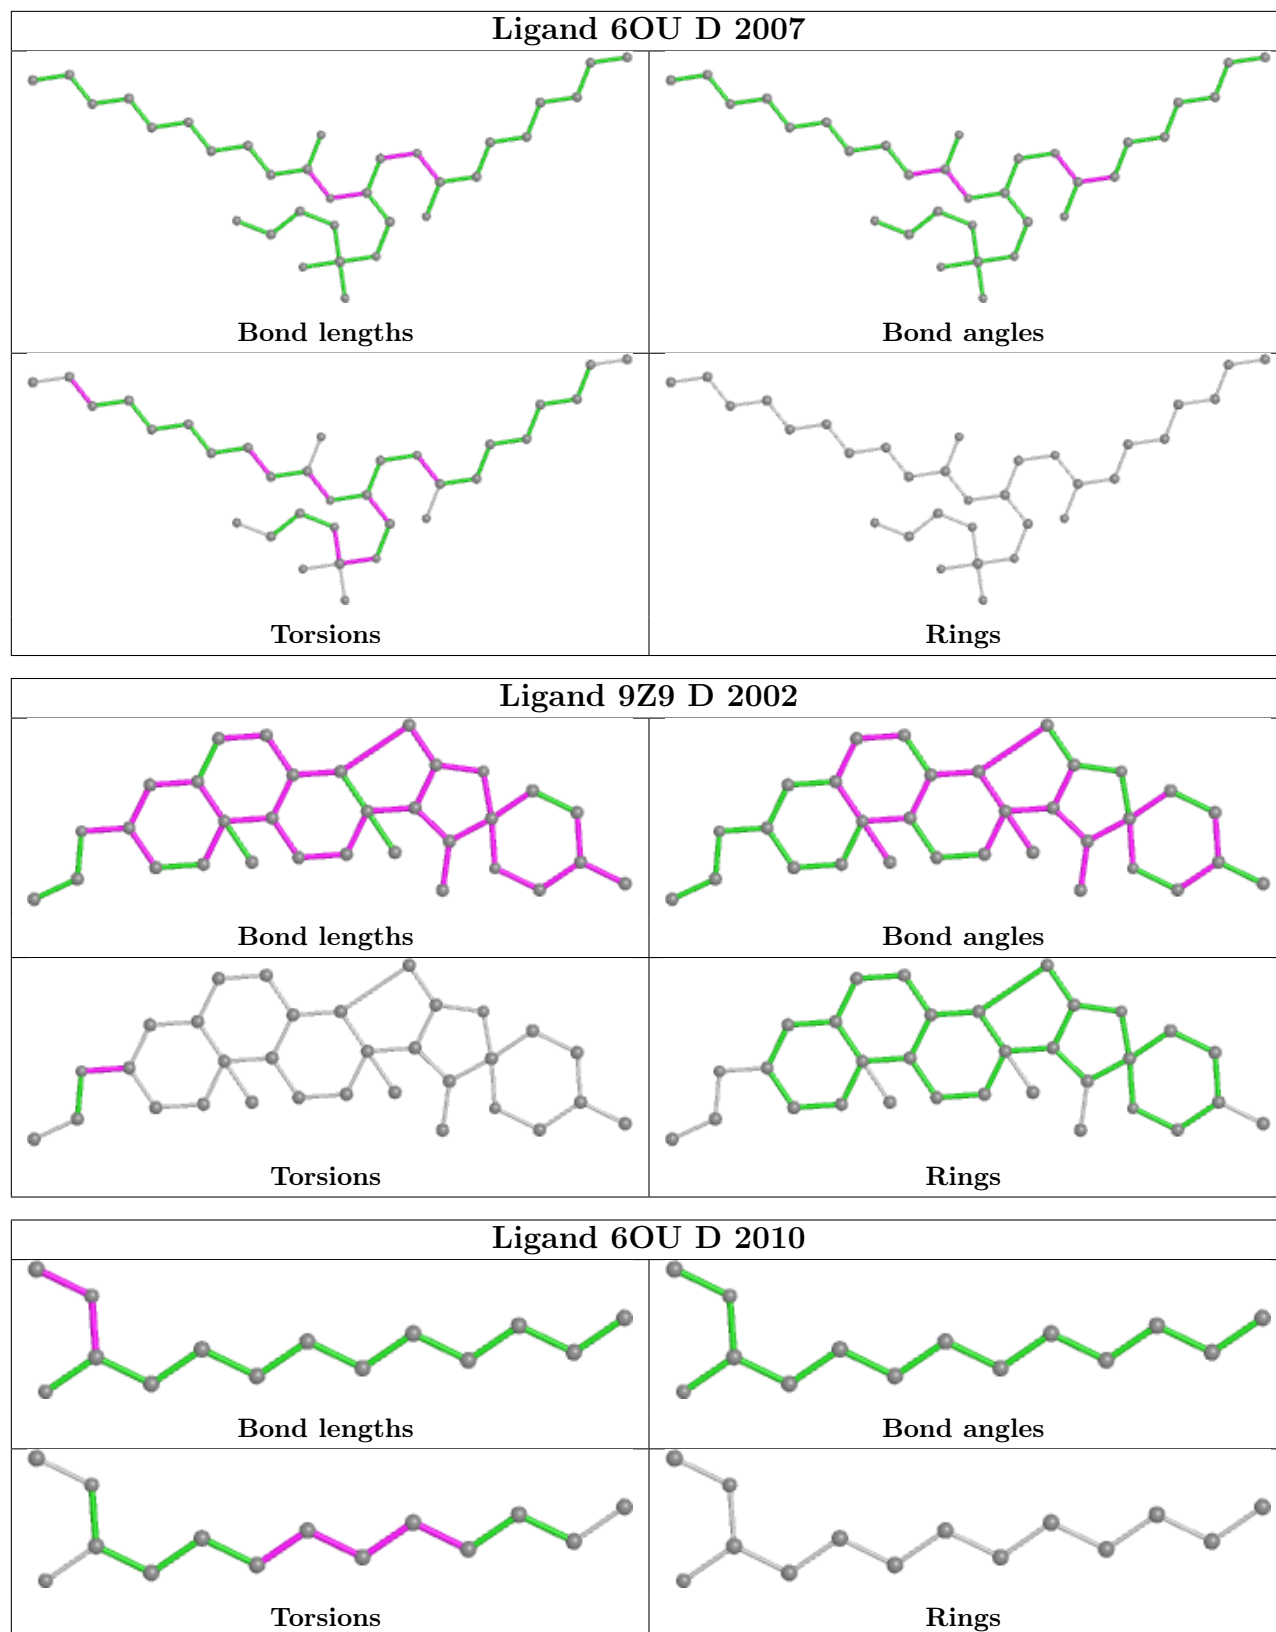 Ligand 6OU D 2007
Bond lengths
Bond angles
Torsions
Rings
Ligand 9Z9 D 2002
Bond lengths
Bond angles
Torsions
Rings
Ligand 6OU D 2010
Bond lengths
Bond angles
Torsions
Rings